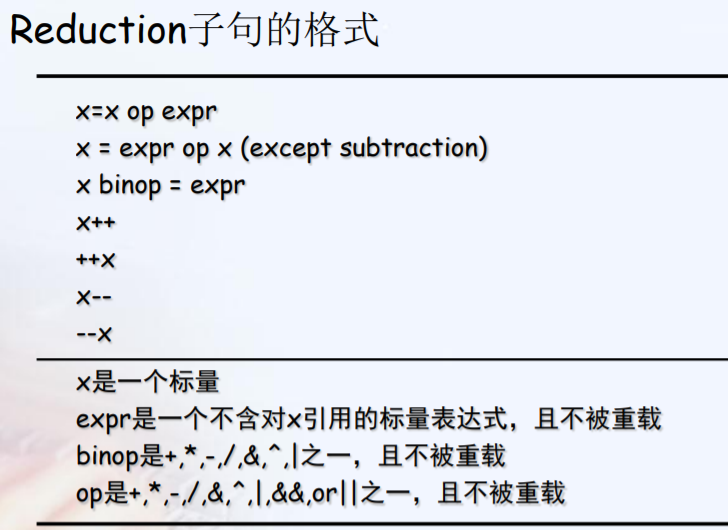 Reduction子句的格式
x=x op expr
x = expr op x (except subtraction)
x binop = expr
x++
++x
x--
--x
x是一个标量
expr是一个不含对x引用的标量表达式，且不被重载
binop是+,*,-,/,&,^,|之一，且不被重载
op是+,*,-,/,&,^,|,&&,or||之一，且不被重载